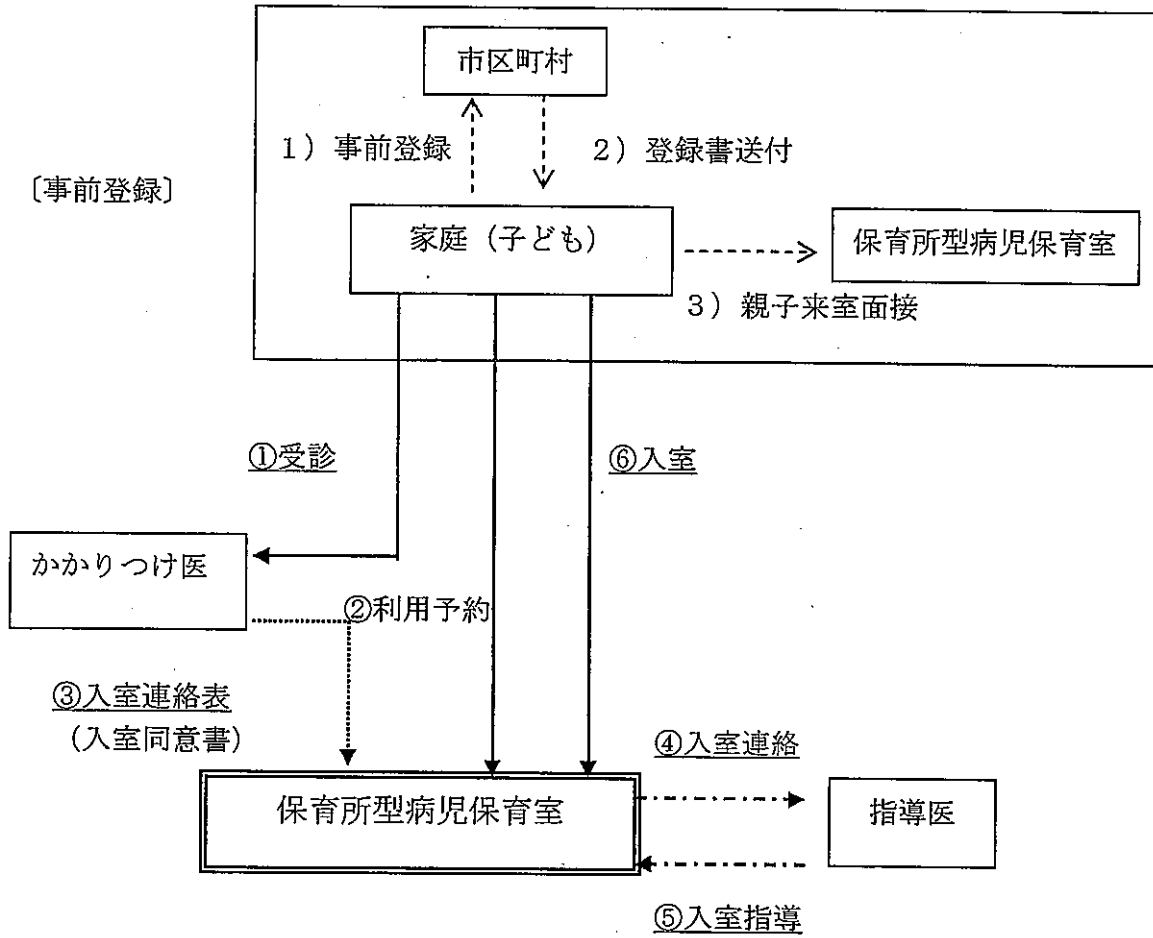 市区町村
1)事前登録
2)登録書送付
〔事前登録〕
家庭(子ども)
保育所型病児保育室
3)親子来室面接
①受診
⑥入室
かかりつけ医
②利用予約
③入室連絡表
(入室同意書)
④入室連絡
保育所型病児保育室
指導医
⑤入室指導